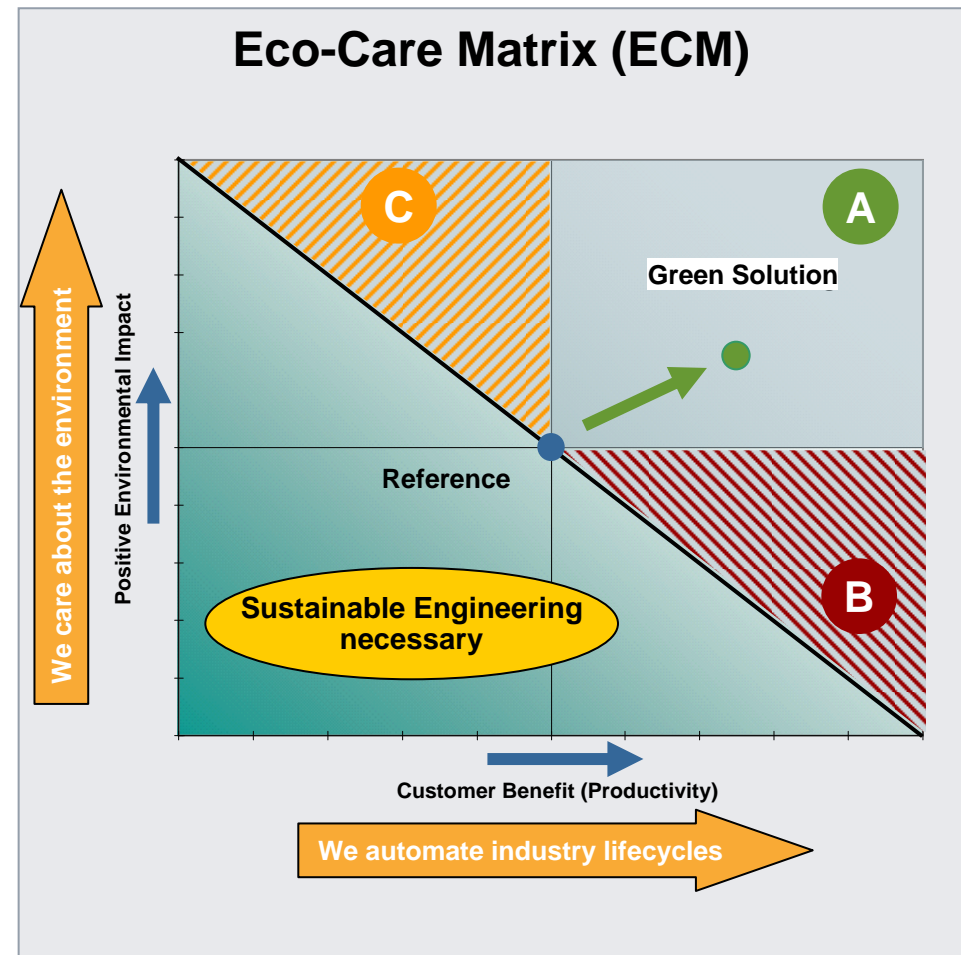 Eco-Care Matrix (ECM)
C
A
Green Solution
We care about the environment
Positive Environmental Impact
Reference
B
Sustainable Engineering
necessary
Customer Benefit (Productivity)
We automate industry lifecycles